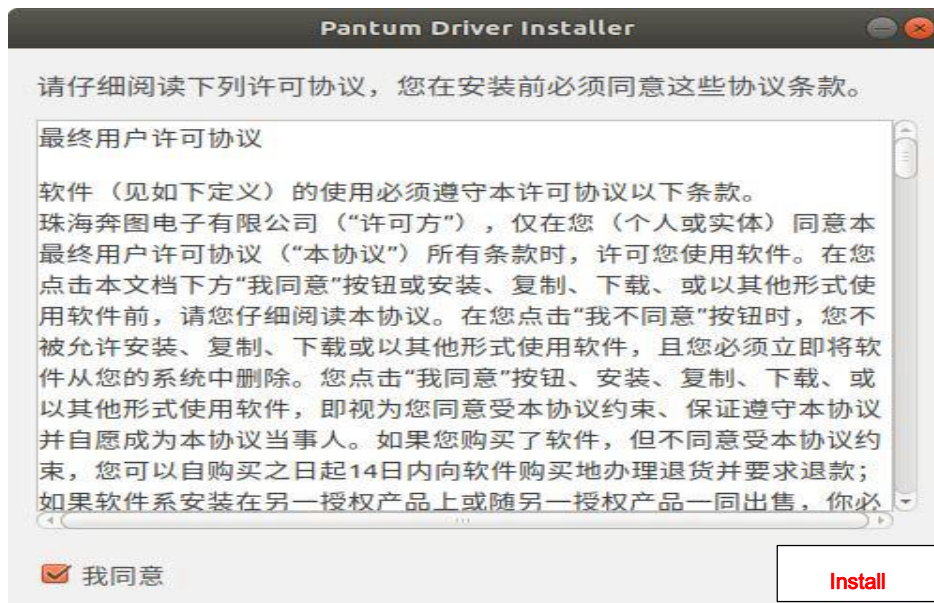 Pantum Driver Installer
请仔细阅读下列许可协议，您在安装前必须同意这些协议条款。
最终用户许可协议
软件（见如下定义）的使用必须遵守本许可协议以下条款。
珠海奔图电子有限公司（“许可方”），仅在您（个人或实体）同意本
最终用户许可协议（“本协议”）所有条款时，许可您使用软件。在您
点击本文档下方“我同意”按钮或安装、复制、下载、或以其他形式使
用软件前，请您仔细阅读本协议。在您点击“我不同意”按钮时，您不
被允许安装、复制、下载或以其他形式使用软件，且您必须立即将软
件从您的系统中删除。您点击“我同意”按钮、安装、复制、下载、或
以其他形式使用软件，即视为您同意受本协议约束、保证遵守本协议
并自愿成为本协议当事人。如果您购买了软件，但不同意受本协议约
束，您可以自购买之日起14日内向软件购买地办理退货并要求退款；
如果软件系安装在另一授权产品上或随另一授权产品一同出售，你必
我同意
Install